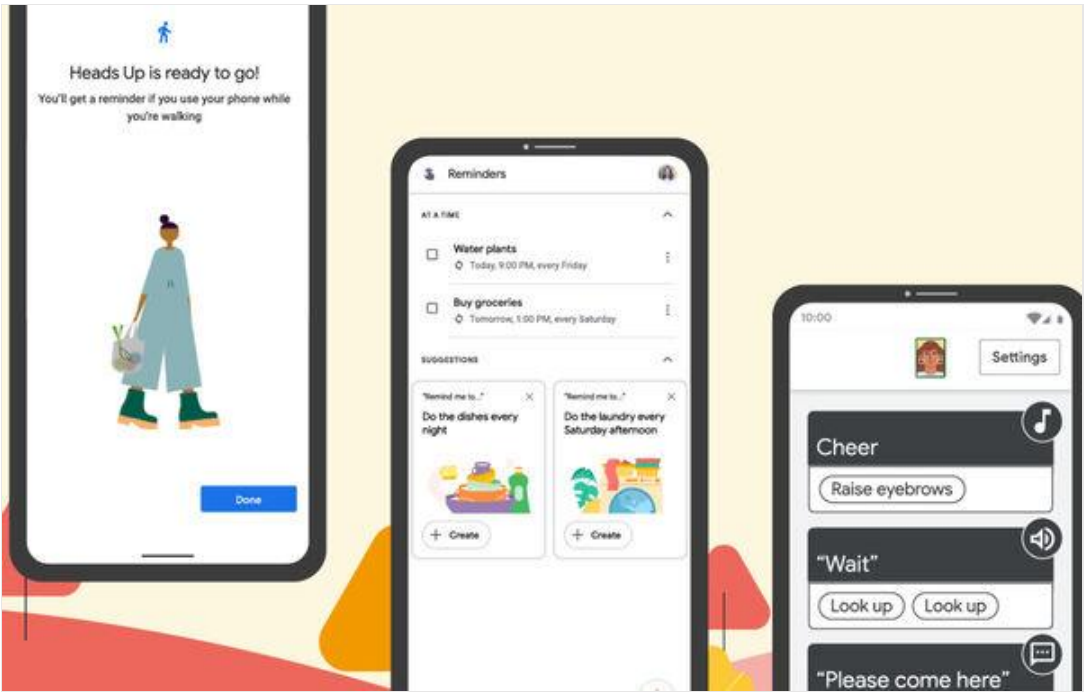 Heads Up is ready to go!
You'll get a reminder if you use your phone while
you're walking
Done
Reminders
AT A TIME
Water plants
Today, 9:00 PM, every Friday
Buy groceries
Tomorrow, 1:00 PM, every Saturday
SUGGESTIONS
"Remind me to..."
Do the dishes every
night
+ Create
"Remind me to..."
Do the laundry every
Saturday afternoon
+ Create
10:00
Settings
Cheer
Raise eyebrows
"Wait"
Look up Look up
"Please come here"